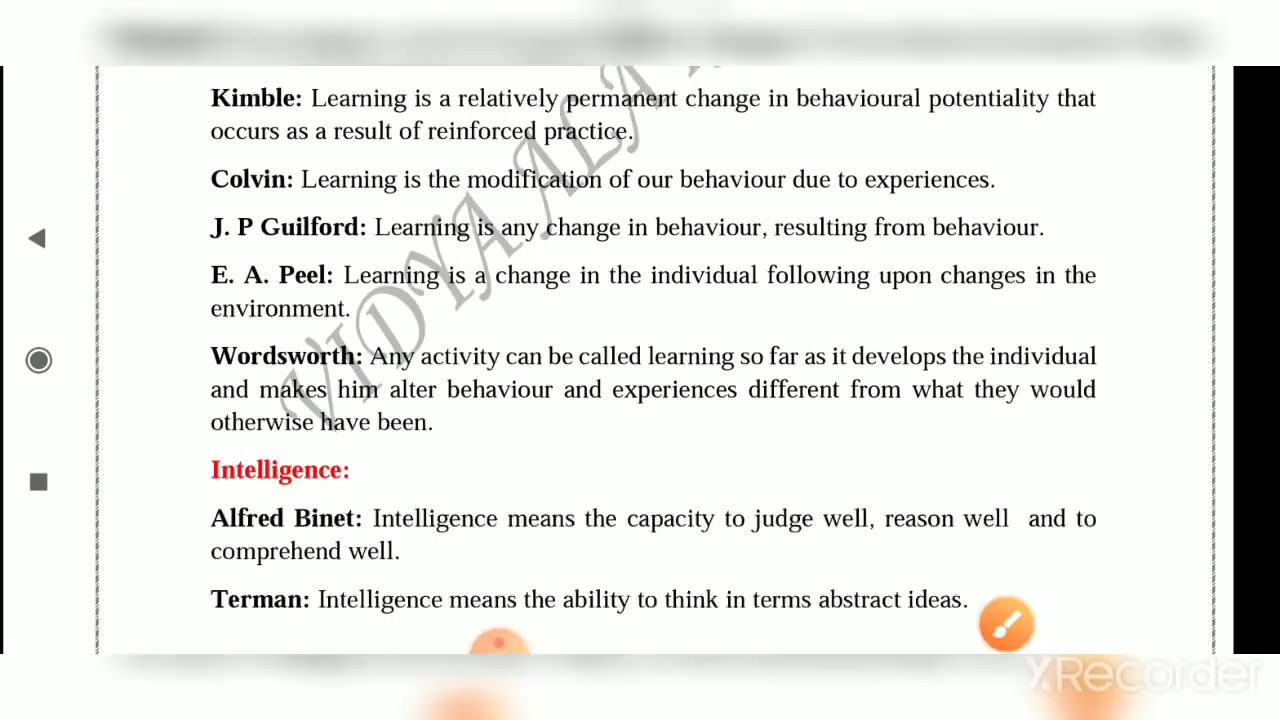 Kimble: Learning is a relatively permanent change in behavioural potentiality that
occurs as a result of reinforced practice.
Colvin: Learning is the modification of our behaviour due to experiences.
J. P Guilford: Learning is any change in behaviour, resulting from behaviour.
E. A. Peel: Learning is a change in the individual following upon changes in the
environment.
Wordsworth: Any activity can be called learning so far as it develops the individual
and makes him alter behaviour and experiences different from what they would
otherwise have been.
Intelligence:
Alfred Binet: Intelligence means the capacity to judge well, reason well and to
comprehend well.
Terman: Intelligence means the ability to think in terms abstract ideas.
VIDYA ALA
XRecorder